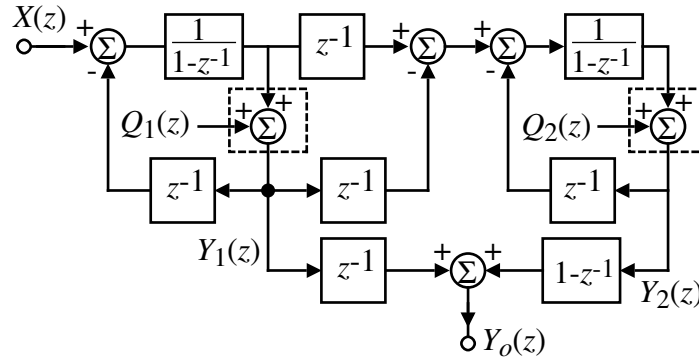 X(z)
+ Σ -
1
1-z⁻¹
z⁻¹
+ Σ -
+ Σ -
1
1-z⁻¹
Q₁(z) + Σ +
Q₂(z) + Σ +
z⁻¹
z⁻¹
z⁻¹
Y₁(z)
z⁻¹
+ Σ +
1-z⁻¹
Y₂(z)
Yₒ(z)